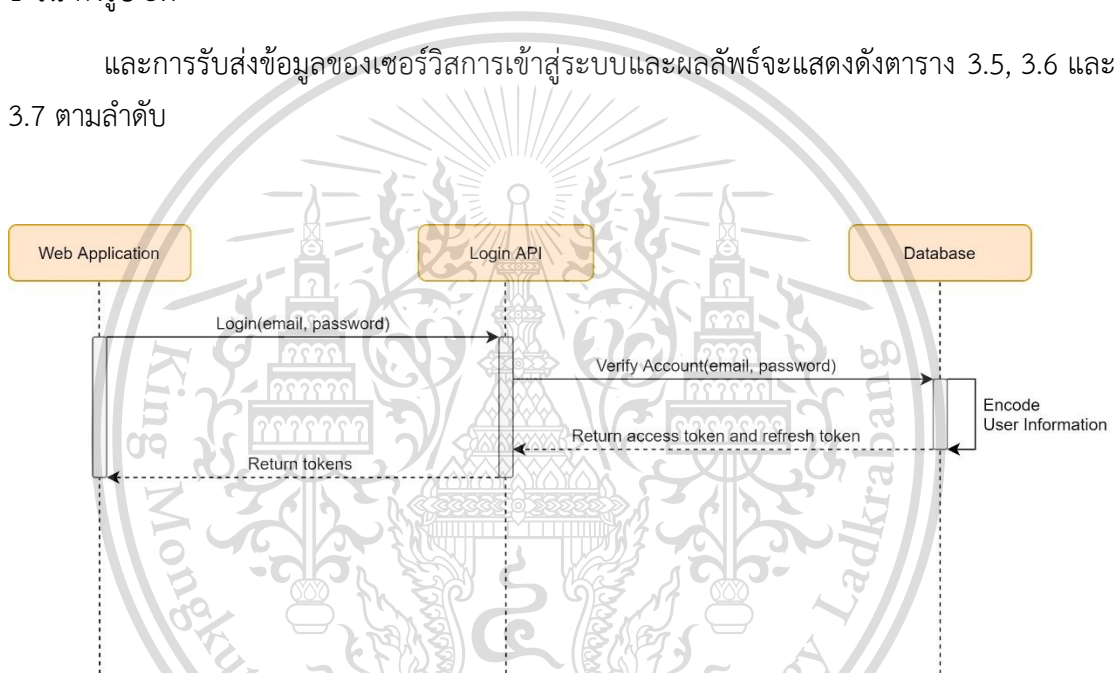 และการรับส่งข้อมูลของเซอร์วิสการเข้าสู่ระบบและผลลัพธ์จะแสดงดังตาราง 3.5, 3.6 และ
3.7 ตามลำดับ
Web Application
Login API
Database
Login(email, password)
Verify Account(email, password)
Encode
User Information
Return access token and refresh token
Return tokens
King Mongkut
Ladkrabang